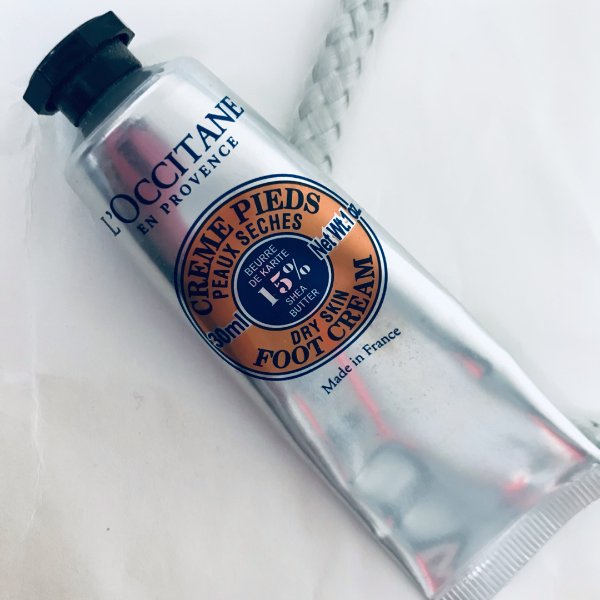 L'OCCITANE
EN PROVENCE
CREME PIEDS
PEAUX SECHES
BEURRE
DE KARITE
15%
SHEA
BUTTER
30ml
Net Wt.1 oz
DRY SKIN
FOOT CREAM
Made in France